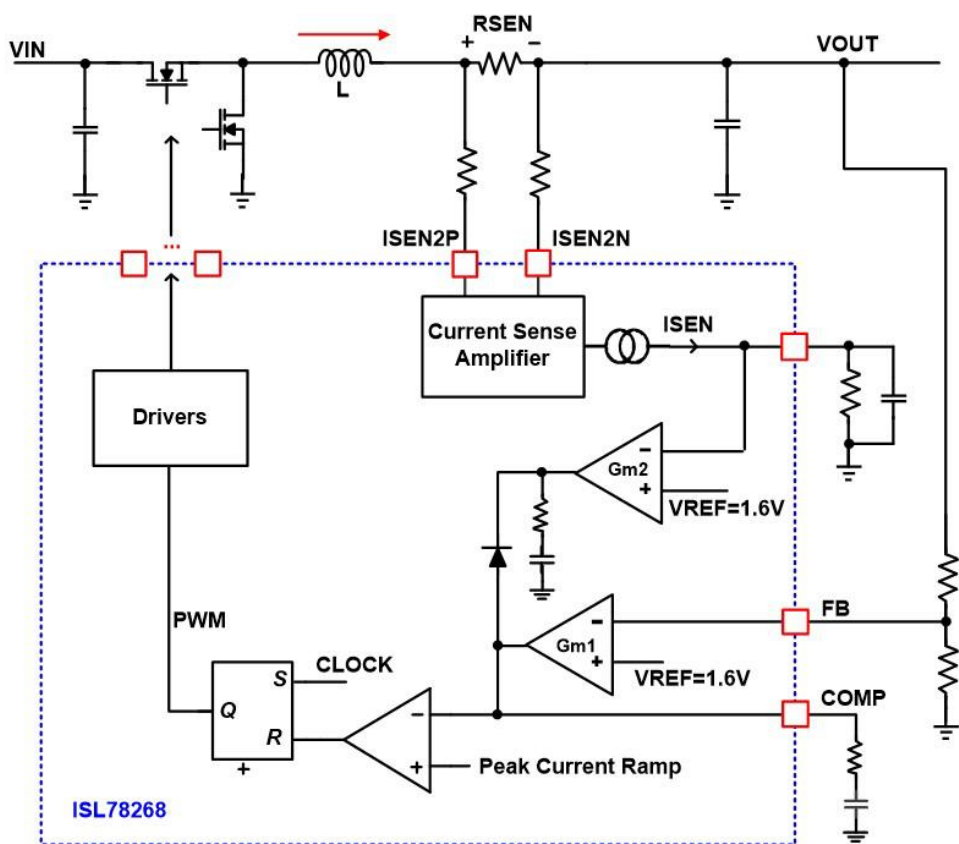 RSEN
VIN
+
-
VOUT
L
ISEN2P
ISEN2N
...
Current Sense
Amplifier
ISEN
Drivers
-
Gm2
+
VREF=1.6V
PWM
FB
-
Gm1
+
VREF=1.6V
CLOCK
COMP
S
Q
R
-
+
Peak Current Ramp
+
ISL78268